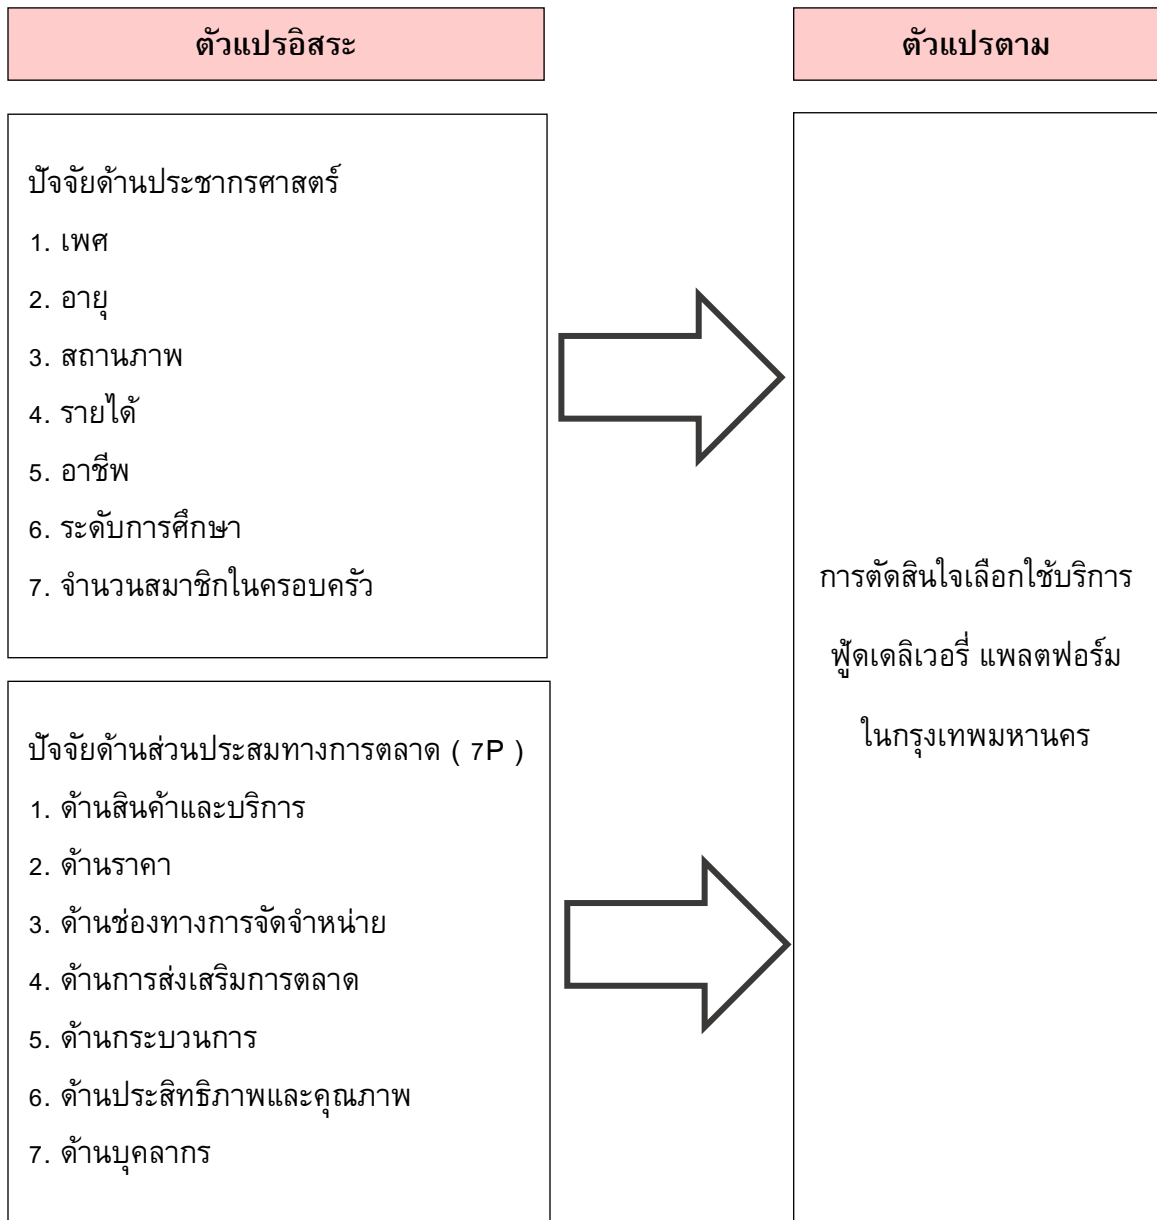 ตัวแปรอิสระ
ตัวแปรตาม
ปัจจัยด้านประชากรศาสตร์
1. เพศ
2. อายุ
3. สถานภาพ
4. รายได้
5. อาชีพ
6. ระดับการศึกษา
7. จำนวนสมาชิกในครอบครัว
ปัจจัยด้านส่วนประสมทางการตลาด ( 7P )
1. ด้านสินค้าและบริการ
2. ด้านราคา
3. ด้านช่องทางการจัดจำหน่าย
4. ด้านการส่งเสริมการตลาด
5. ด้านกระบวนการ
6. ด้านประสิทธิภาพและคุณภาพ
7. ด้านบุคลากร
การตัดสินใจเลือกใช้บริการ
ฟู้ดเดลิเวอรี่ แพลตฟอร์ม
ในกรุงเทพมหานคร